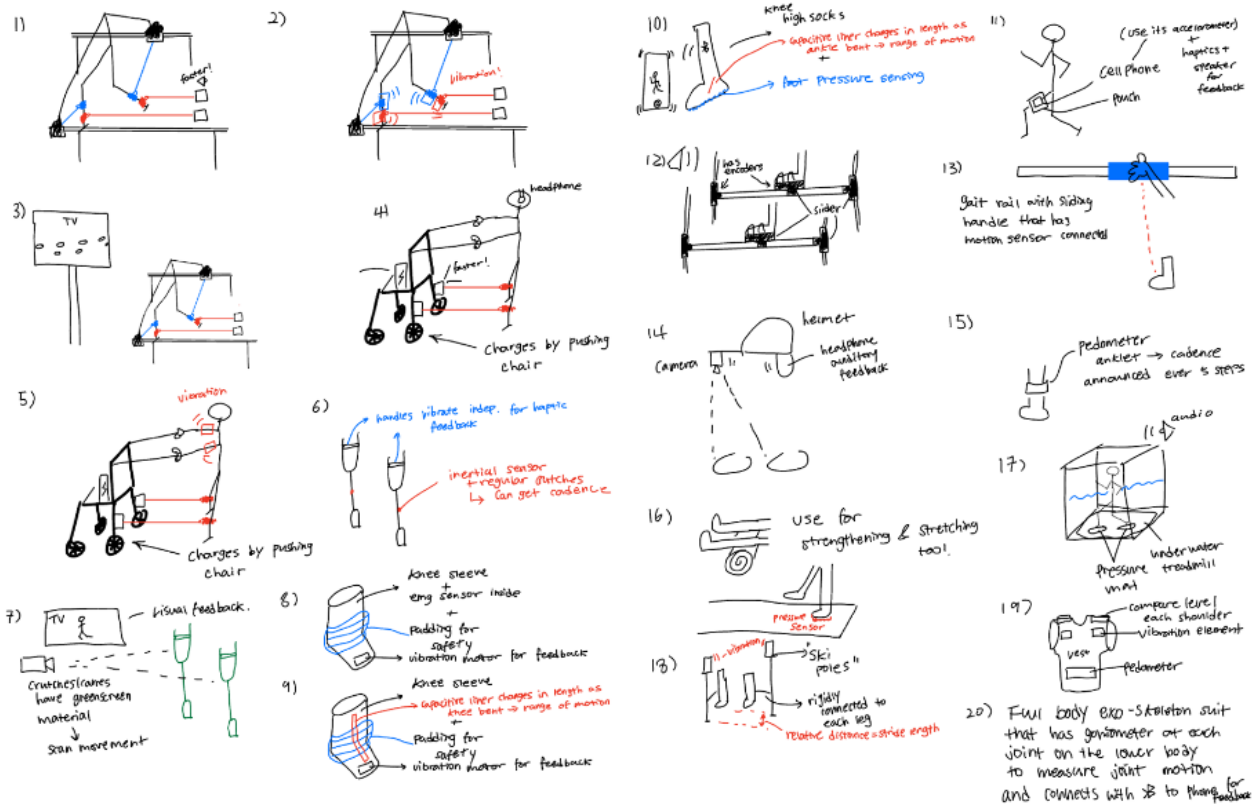 1)
faster!
2)
vibration!
3)
TV
4)
headphone
faster!
charges by pushing
chair
5)
vibration
charges by pushing
chair
6)
handles vibrate indep. for haptic
feedback
inertial sensor
+ regular crutches
↳ can get cadence
7)
TV
visual feedback.
crutches/canes
have greenscreen
material
↓
scan movement
8)
knee sleeve
+
emg sensor inside
+
padding for
safety
vibration motor for feedback
9)
knee sleeve
capacitive liner changes in length as
knee bent → range of motion
+
padding for
safety
vibration motor for feedback
10)
knee
high socks
capacitive liner changes in length as
ankle bent → range of motion
+
pressure sensing
11)
(use its accelerometer)
+
haptics +
speaker
for
feedback
cell phone
pouch
12)
has
encoders
slider
13)
gait rail with sliding
handle that has
motion sensor connected
14
helmet
camera
headphone
auditory
feedback
15)
pedometer
anklet → cadence
announced ever 5 steps
16)
use for
strengthening & stretching
too!
pressure
sensor
17)
audio
underwater
treadmill
pressure
mat
18)
vibration
"ski
poles"
rigidly
connected to
each leg
relative distance = stride length
19)
compare level
each shoulder
vibration element
vest
pedometer
20) Full body exo-skeleton suit
that has goniometer at each
joint on the lower body
to measure joint motion
and connects with to phone for
feedback